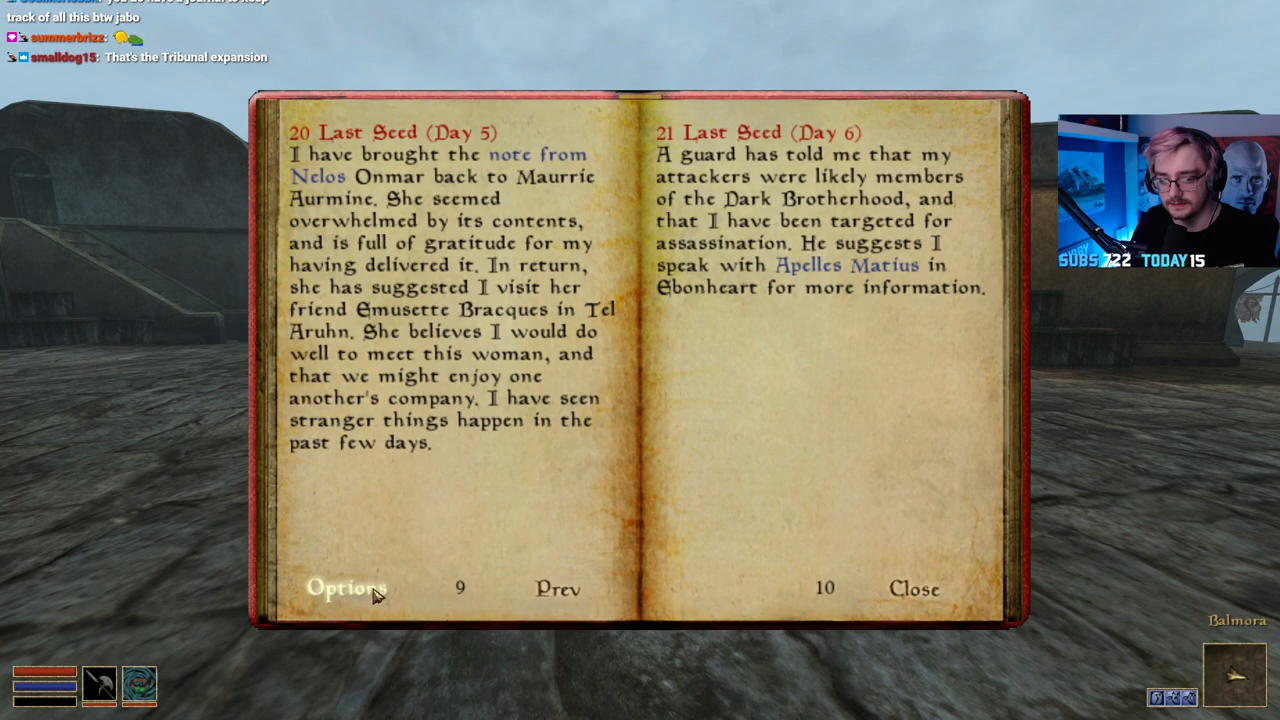 track of all this btw jabo
summerbrizz:
smalldog15: That's the Tribunal expansion
20 Last Seed (Day 5)
I have brought the note from
Nelos Onmar back to Maurrie
Aurmine. She seemed
overwhelmed by its contents,
and is full of gratitude for my
having delivered it. In return,
she has suggested I visit her
friend Emusette Bracques in Tel
Aruhn. She believes I would do
well to meet this woman, and
that we might enjoy one
another's company. I have seen
stranger things happen in the
past few days.
Options
9
Prev
21 Last Seed (Day 6)
A guard has told me that my
attackers were likely members
of the Dark Brotherhood, and
that I have been targeted for
assassination. He suggests I
speak with Apelles Matius in
Ebonheart for more information.
10
Close
SUBS 722 TODAY 15
Balmora